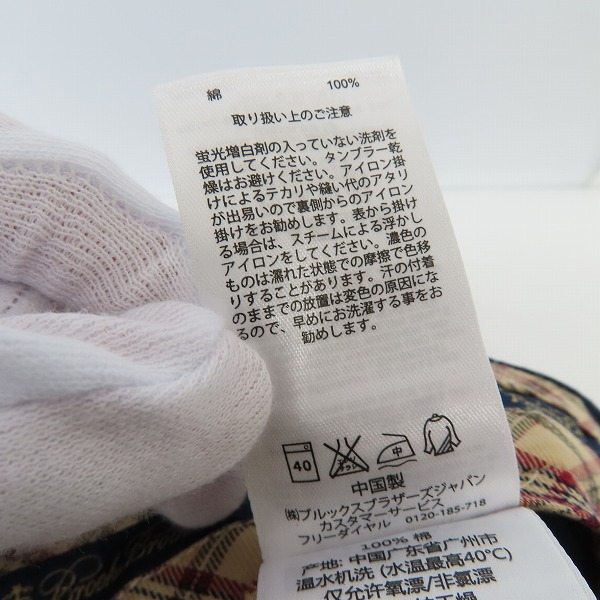 綿 100%
取り扱い上のご注意
蛍光増白剤の入っていない洗剤を
使用してください。タンブラー乾
燥はお避けください。アイロン掛
けによるテカリや縫い代のアタリ
が出易いので裏側からのアイロン
掛けをお勧めします。表から掛け
る場合は、スチームによる浮かし
アイロンをしてください。濃色の
ものは濡れた状態での摩擦で色移
りすることがあります。汗の付着
のままでの放置は変色の原因にな
るので、早めにお洗濯する事をお
勧めします。
40 中
中国製
㈱ブルックスブラザーズジャパン
カスタマーサービス
フリーダイヤル 0120-185-718
100% 棉
产地: 中国广东省广州市
温水机洗 (水温最高40°C)
仅允许氧漂/非氯漂